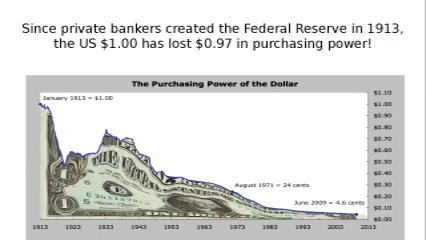 Since private bankers created the Federal Reserve in 1913,
the US $1.00 has lost $0.97 in purchasing power!
The Purchasing Power of the Dollar
January 1913 = $1.00
August 1971 = 24 cents
June 2009 = 4.6 cents
$1.10
$1.00
$0.90
$0.80
$0.70
$0.60
$0.50
$0.40
$0.30
$0.20
$0.10
$0.00
1913 1923 1933 1943 1953 1963 1973 1983 1993 2003 2013